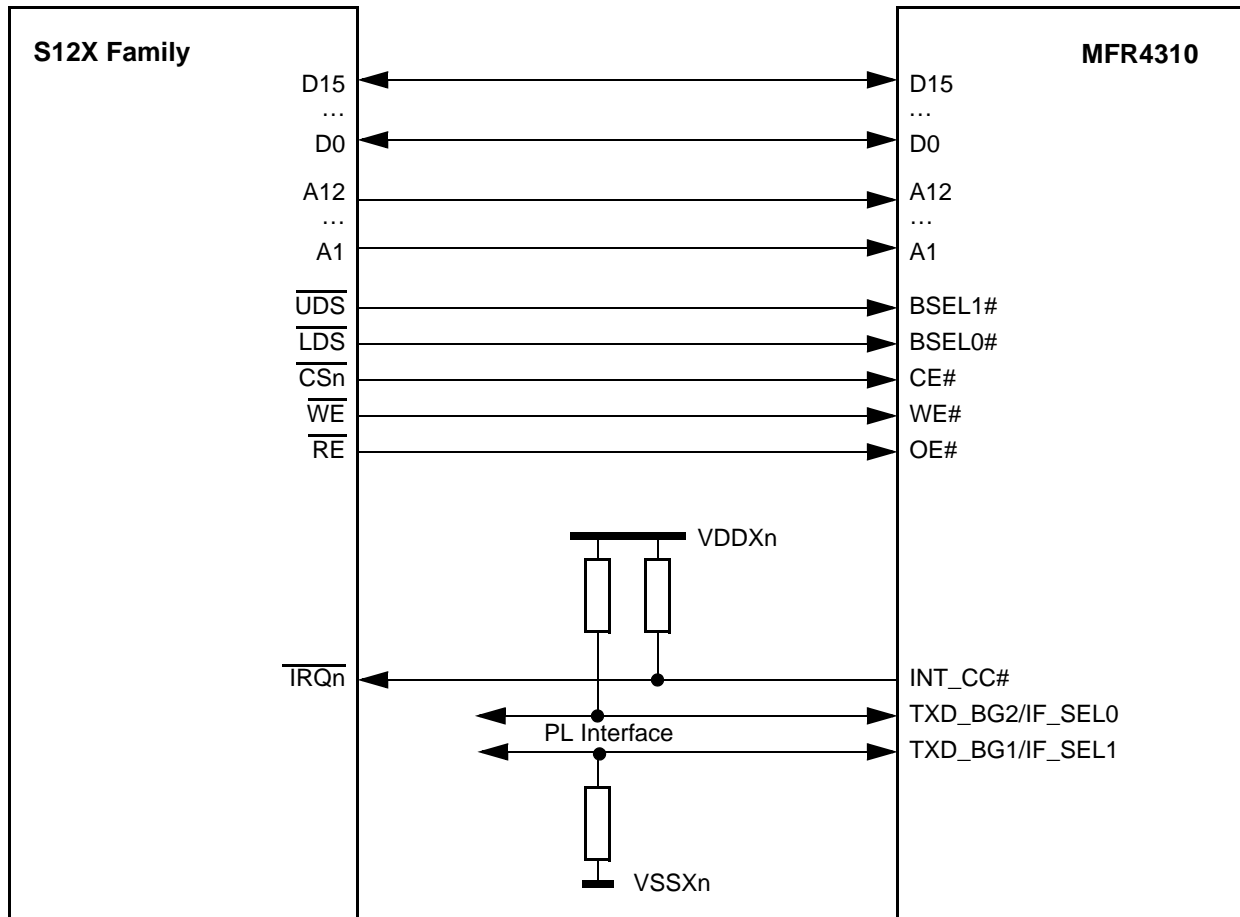 S12X Family
MFR4310
D15
D15
...
...
D0
D0
A12
A12
...
...
A1
A1
UDS
BSEL1#
LDS
BSEL0#
CSn
CE#
WE
WE#
RE
OE#
VDDXn
IRQn
INT_CC#
TXD_BG2/IF_SEL0
PL Interface
TXD_BG1/IF_SEL1
VSSXn